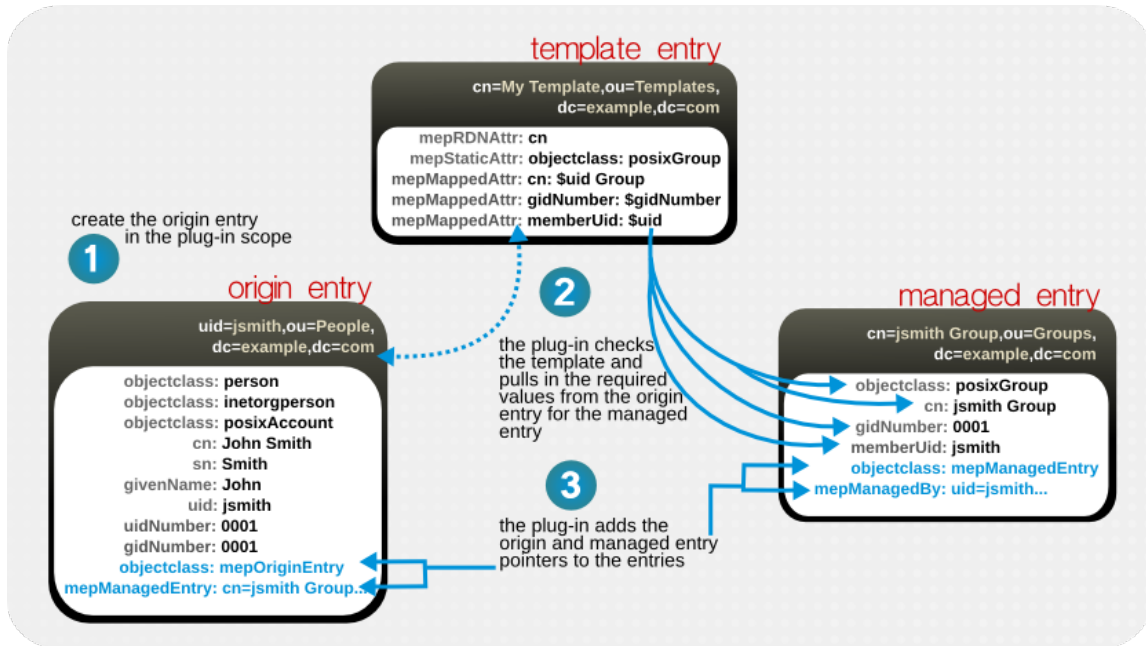 template entry
cn=My Template,ou=Templates,
dc=example,dc=com
mepRDNAttr: cn
mepStaticAttr: objectclass: posixGroup
mepMappedAttr: cn: $uid Group
mepMappedAttr: gidNumber: $gidNumber
mepMappedAttr: memberUid: $uid
create the origin entry
in the plug-in scope
1
origin entry
uid=jsmith,ou=People,
dc=example,dc=com
objectclass: person
objectclass: inetorgperson
objectclass: posixAccount
cn: John Smith
sn: Smith
givenName: John
uid: jsmith
uidNumber: 0001
gidNumber: 0001
objectclass: mepOriginEntry
mepManagedEntry: cn=jsmith Group...
2
the plug-in checks
the template and
pulls in the required
values from the origin
entry for the managed
entry
3
the plug-in adds the
origin and managed entry
pointers to the entries
managed entry
cn=jsmith Group,ou=Groups,
dc=example,dc=com
objectclass: posixGroup
cn: jsmith Group
gidNumber: 0001
memberUid: jsmith
objectclass: mepManagedEntry
mepManagedBy: uid=jsmith...